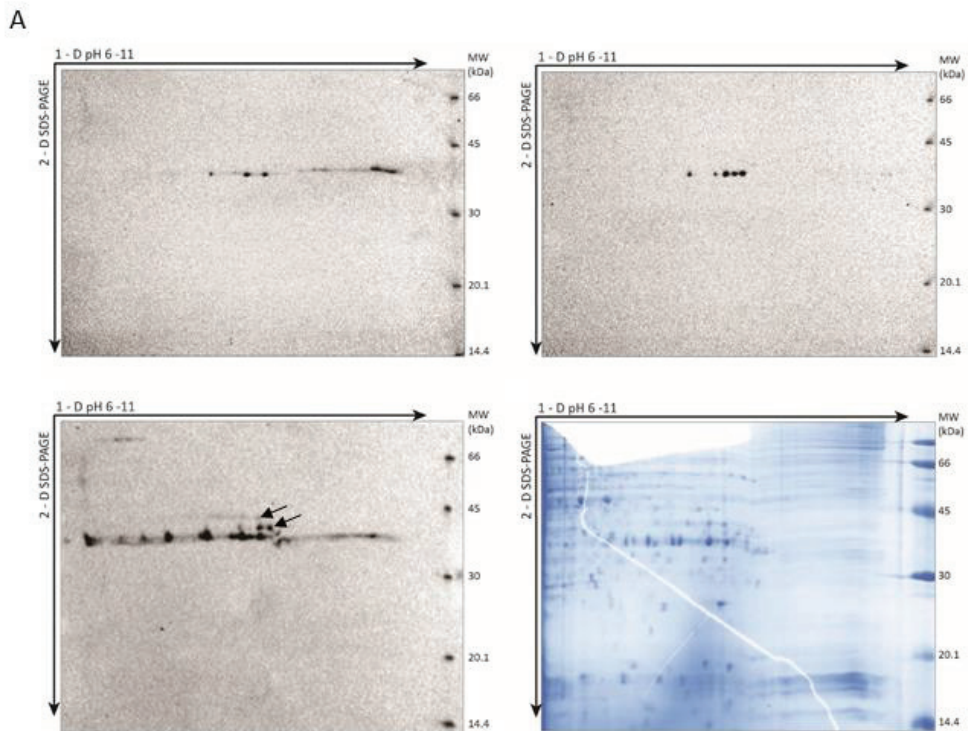 A
1 - D pH 6 -11
MW
(kDa)
2 - D SDS-PAGE
66
45
30
20.1
14.4
1 - D pH 6 -11
MW
(kDa)
2 - D SDS-PAGE
66
45
30
20.1
14.4
1 - D pH 6 -11
MW
(kDa)
2 - D SDS-PAGE
66
45
30
20.1
14.4
1 - D pH 6 -11
MW
(kDa)
2 - D SDS-PAGE
66
45
30
20.1
14.4